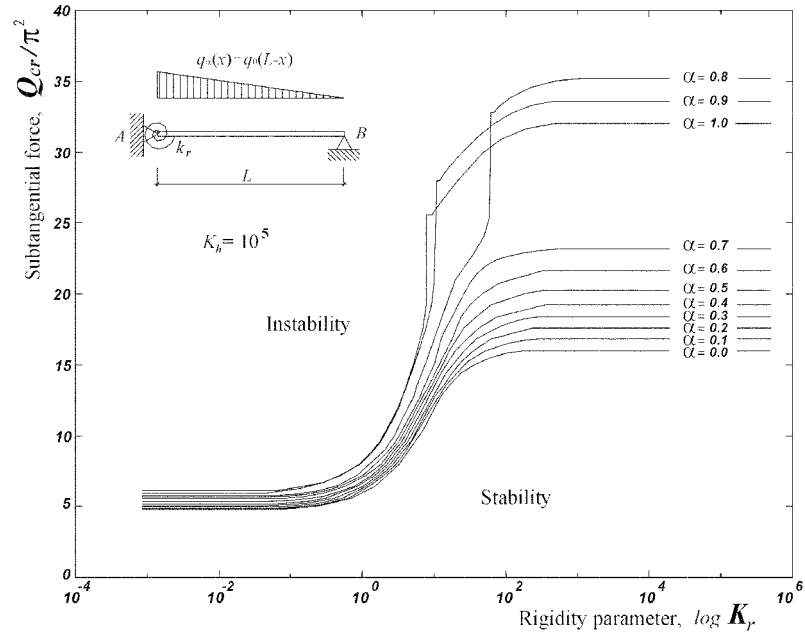 Subtangential force, Q_cr/π²
40
35
30
25
20
15
10
5
0
q_α(x)=q_0(L-x)
A
B
k_r
L
K_h = 10^5
Instability
Stability
α = 0.8
α = 0.9
α = 1.0
α = 0.7
α = 0.6
α = 0.5
α = 0.4
α = 0.3
α = 0.2
α = 0.1
α = 0.0
10^-4 10^-2 10^0 10^2 10^4 10^6
Rigidity parameter, log K_r